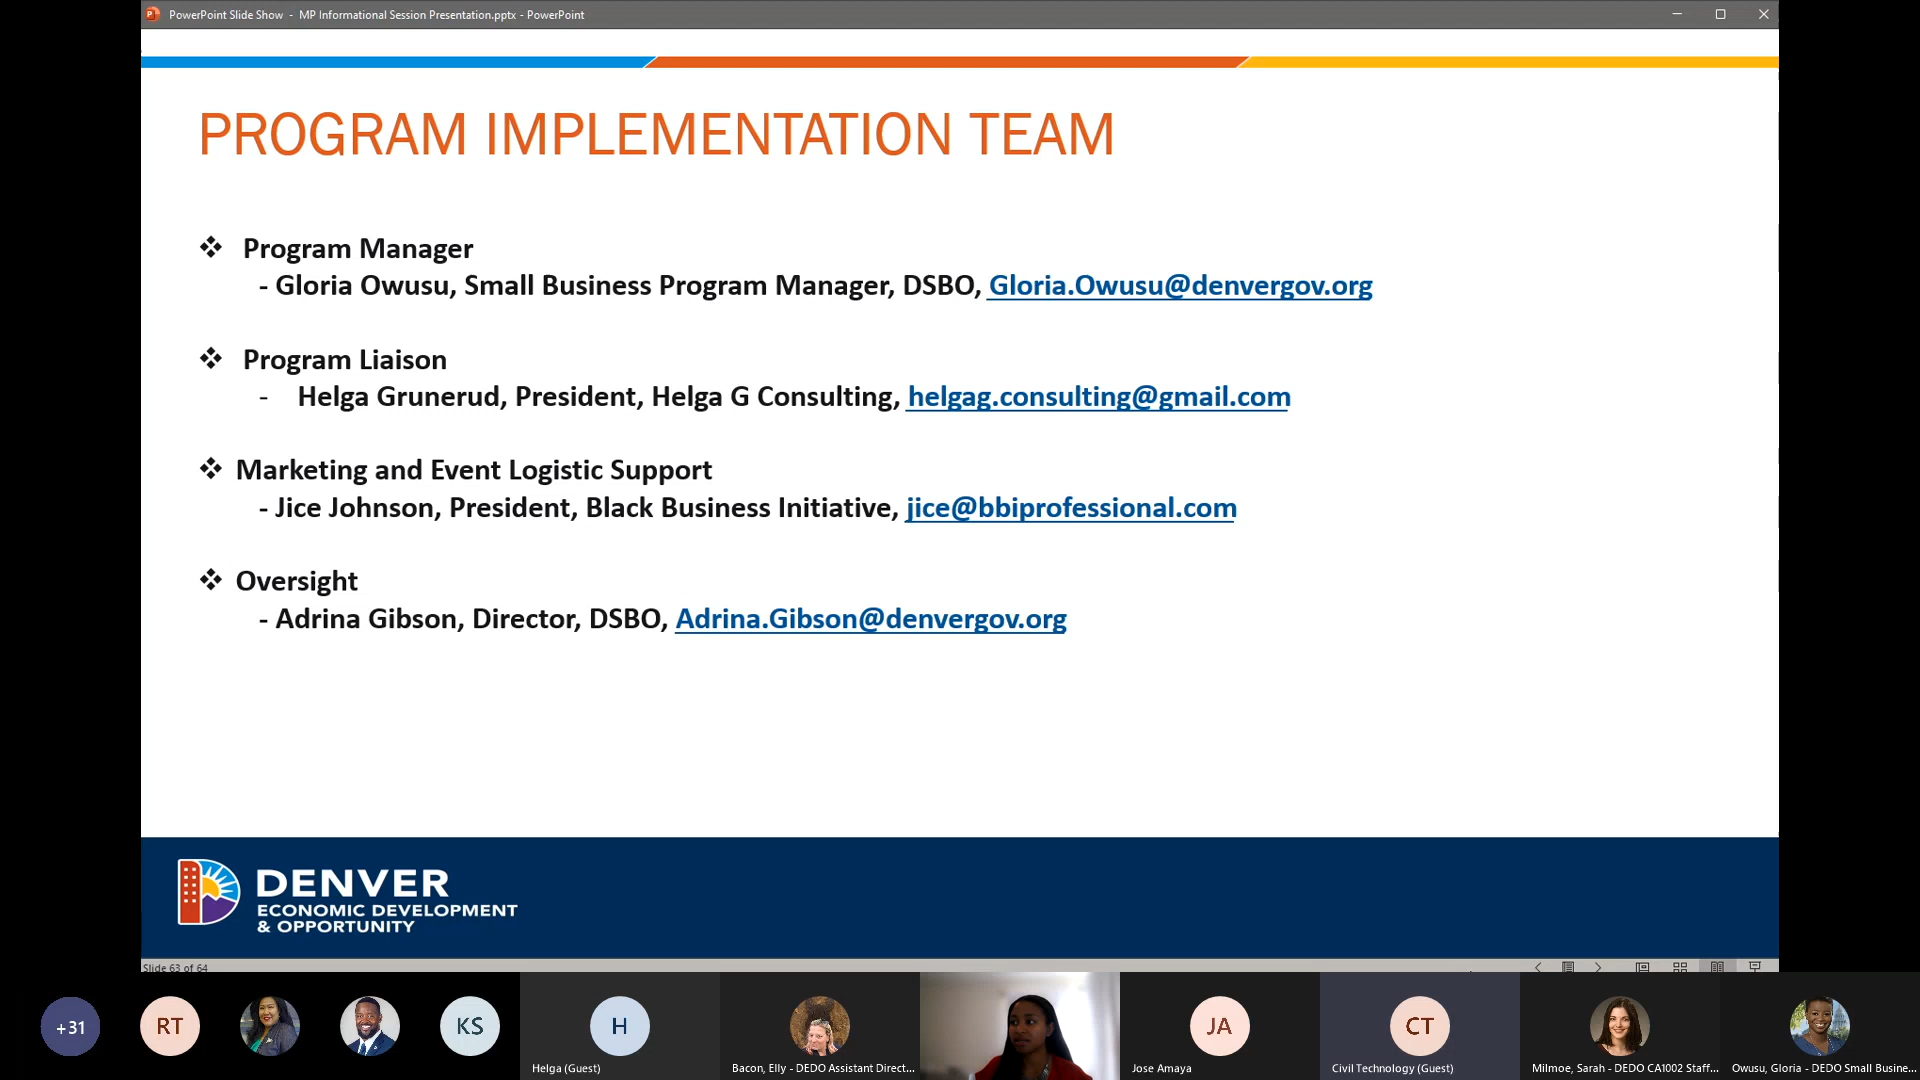 PowerPoint Slide Show - MP Informational Session Presentation.pptx - PowerPoint
PROGRAM IMPLEMENTATION TEAM
❖ Program Manager
- Gloria Owusu, Small Business Program Manager, DSBO, Gloria.Owusu@denvergov.org
❖ Program Liaison
- Helga Grunerud, President, Helga G Consulting, helgag.consulting@gmail.com
❖ Marketing and Event Logistic Support
- Jice Johnson, President, Black Business Initiative, jice@bbiprofessional.com
❖ Oversight
- Adrina Gibson, Director, DSBO, Adrina.Gibson@denvergov.org
DENVER
ECONOMIC DEVELOPMENT
& OPPORTUNITY
Slide 63 of 64
+31 RT KS H JA CT
Helga (Guest) Bacon, Elly - DEDO Assistant Direct... Jose Amaya Civil Technology (Guest) Milmoe, Sarah - DEDO CA1002 Staff... Owusu, Gloria - DEDO Small Busine...